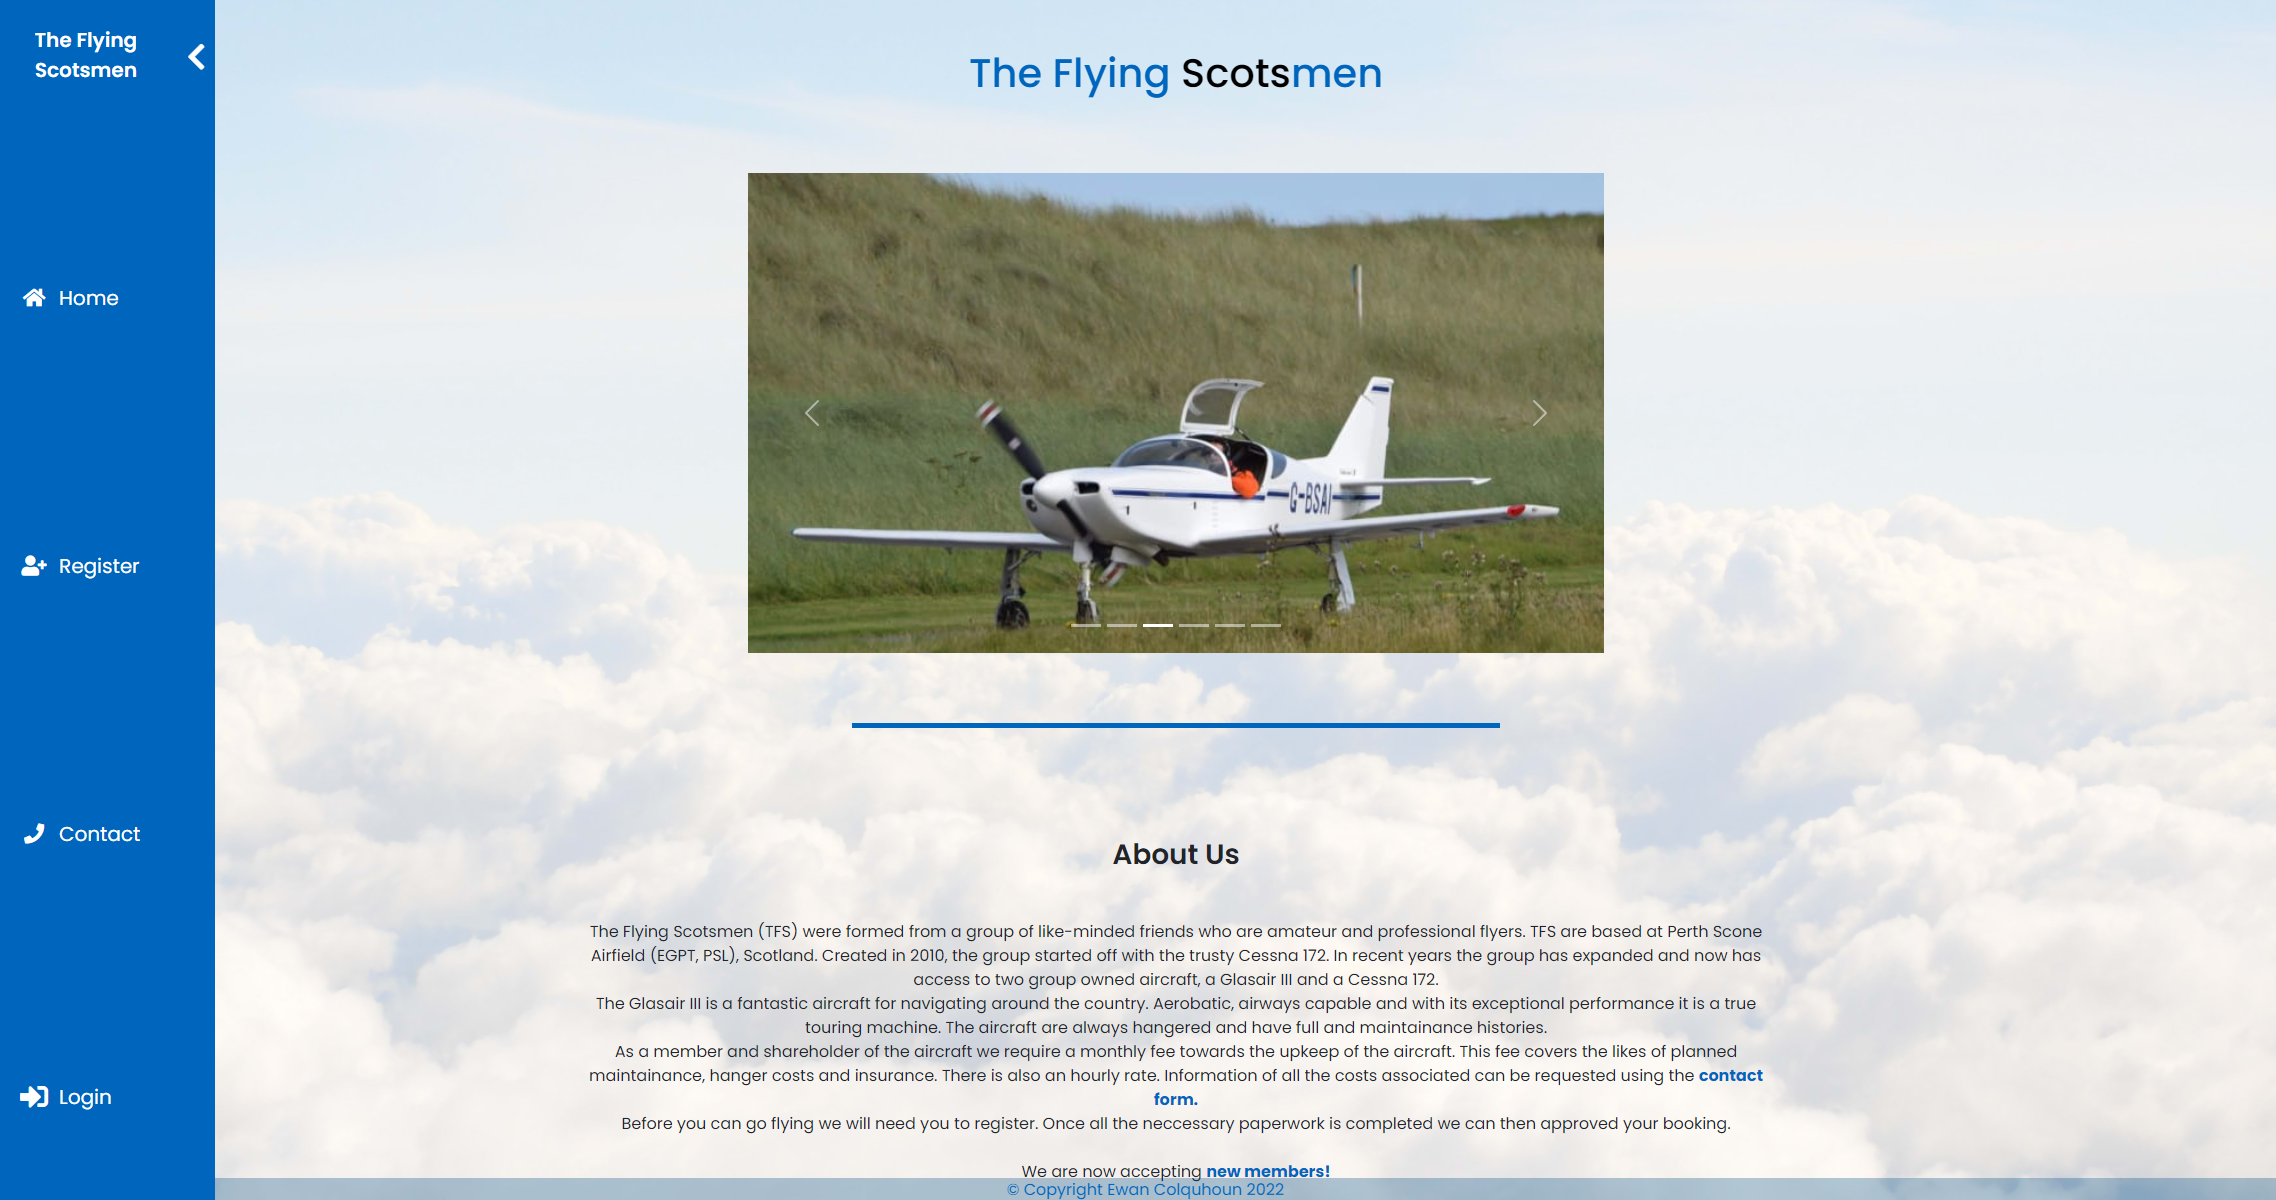 The Flying
Scotsmen
Home
Register
Contact
Login
The Flying Scotsmen
G-BSAI
About Us
The Flying Scotsmen (TFS) were formed from a group of like-minded friends who are amateur and professional flyers. TFS are based at Perth Scone
Airfield (EGPT, PSL), Scotland. Created in 2010, the group started off with the trusty Cessna 172. In recent years the group has expanded and now has
access to two group owned aircraft, a Glasair III and a Cessna 172.
The Glasair III is a fantastic aircraft for navigating around the country. Aerobatic, airways capable and with its exceptional performance it is a true
touring machine. The aircraft are always hangered and have full and maintainance histories.
As a member and shareholder of the aircraft we require a monthly fee towards the upkeep of the aircraft. This fee covers the likes of planned
maintainance, hanger costs and insurance. There is also an hourly rate. Information of all the costs associated can be requested using the contact
form.
Before you can go flying we will need you to register. Once all the neccessary paperwork is completed we can then approved your booking.
We are now accepting new members!
© Copyright Ewan Colquhoun 2022